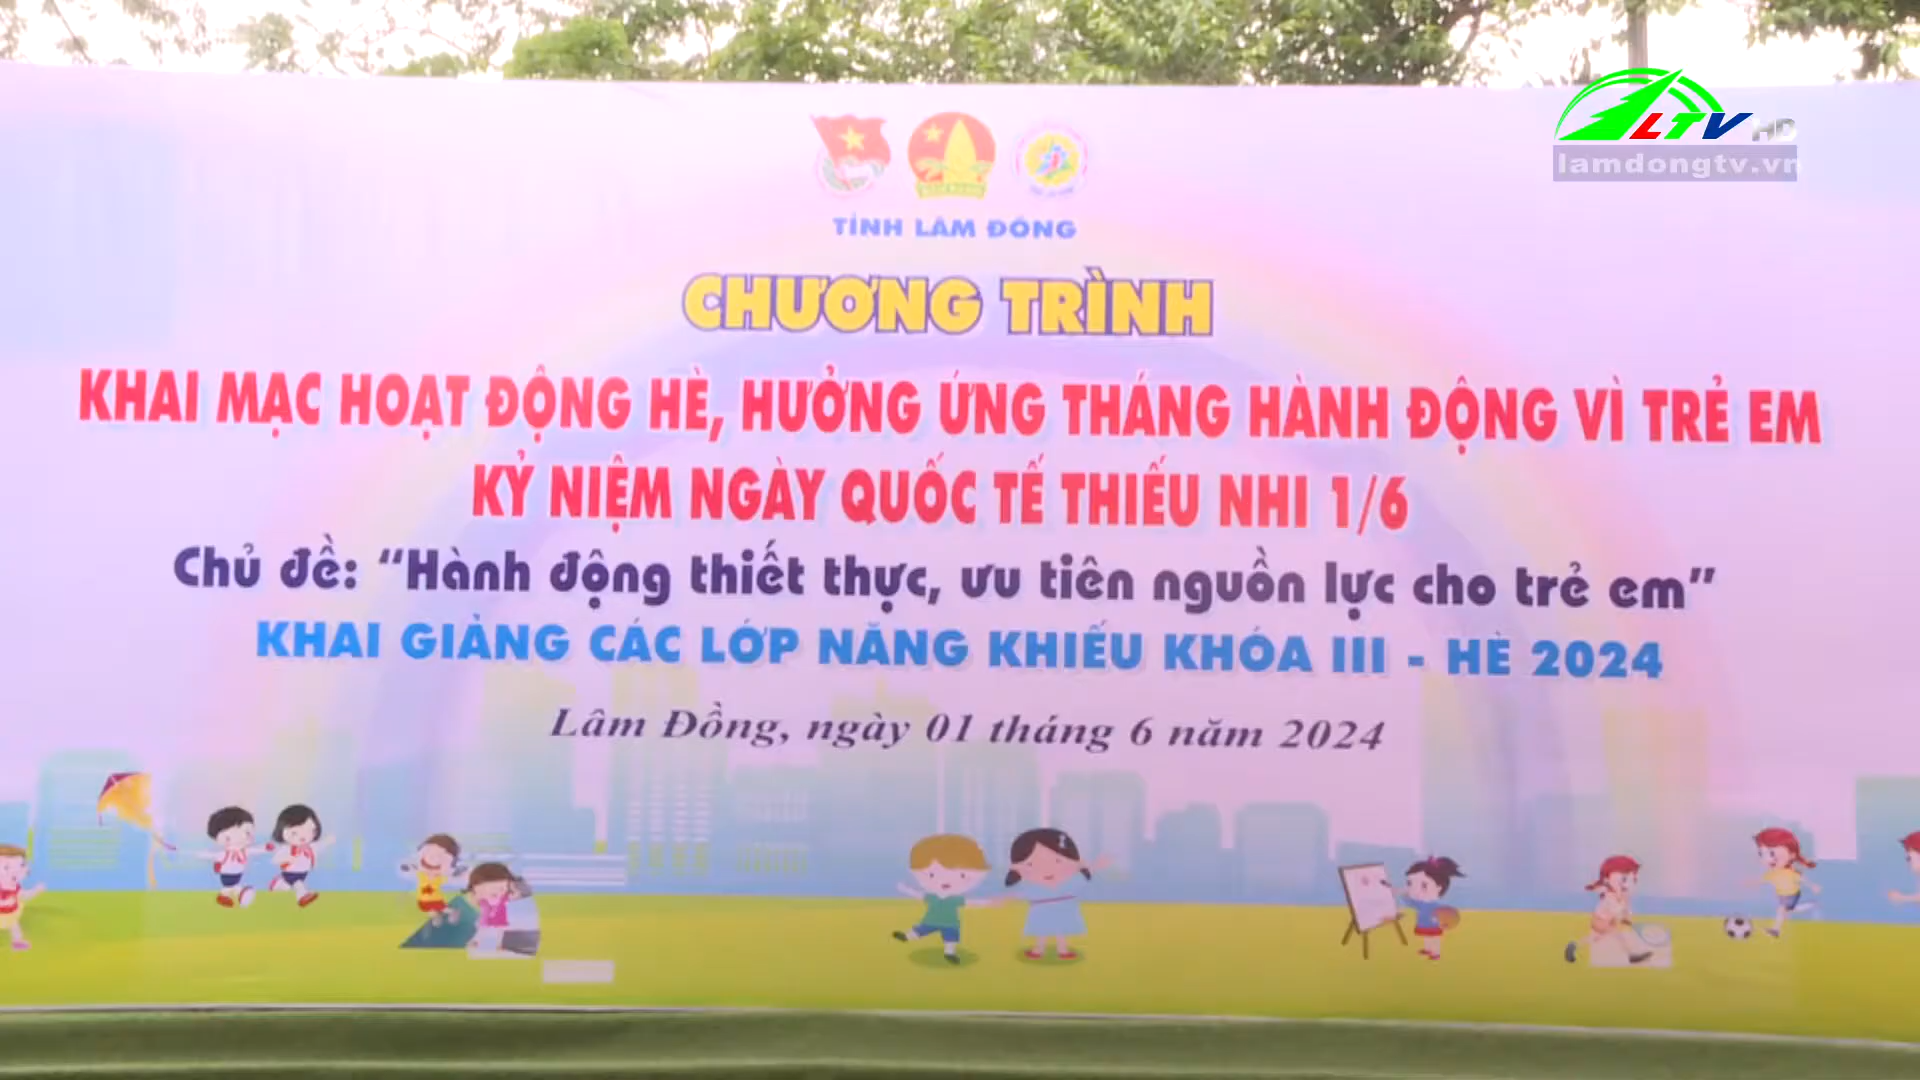 LTV HD
lamdongtv.vn
TỈNH LÂM ĐỒNG
CHƯƠNG TRÌNH
KHAI MẠC HOẠT ĐỘNG HÈ, HƯỞNG ỨNG THÁNG HÀNH ĐỘNG VÌ TRẺ EM
KỶ NIỆM NGÀY QUỐC TẾ THIẾU NHI 1/6
Chủ đề: “Hành động thiết thực, ưu tiên nguồn lực cho trẻ em”
KHAI GIẢNG CÁC LỚP NĂNG KHIẾU KHÓA III - HÈ 2024
Lâm Đồng, ngày 01 tháng 6 năm 2024